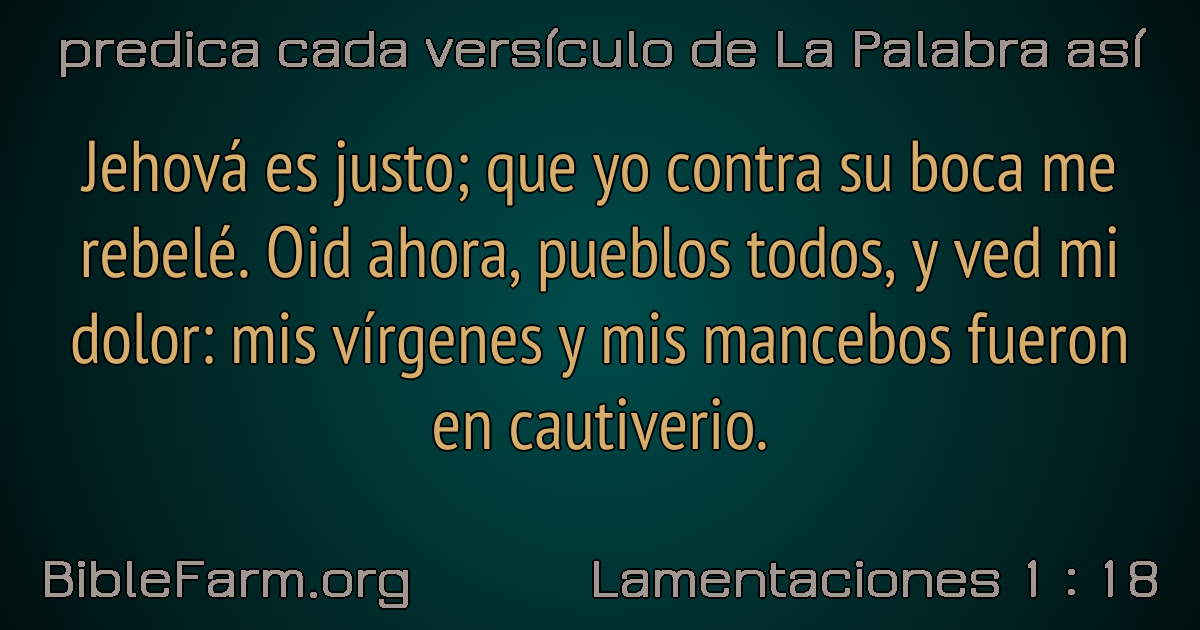 predica cada versículo de La Palabra así
Jehová es justo; que yo contra su boca me
rebelé. Oid ahora, pueblos todos, y ved mi
dolor: mis vírgenes y mis mancebos fueron
en cautiverio.
BibleFarm.org
Lamentaciones 1 : 18